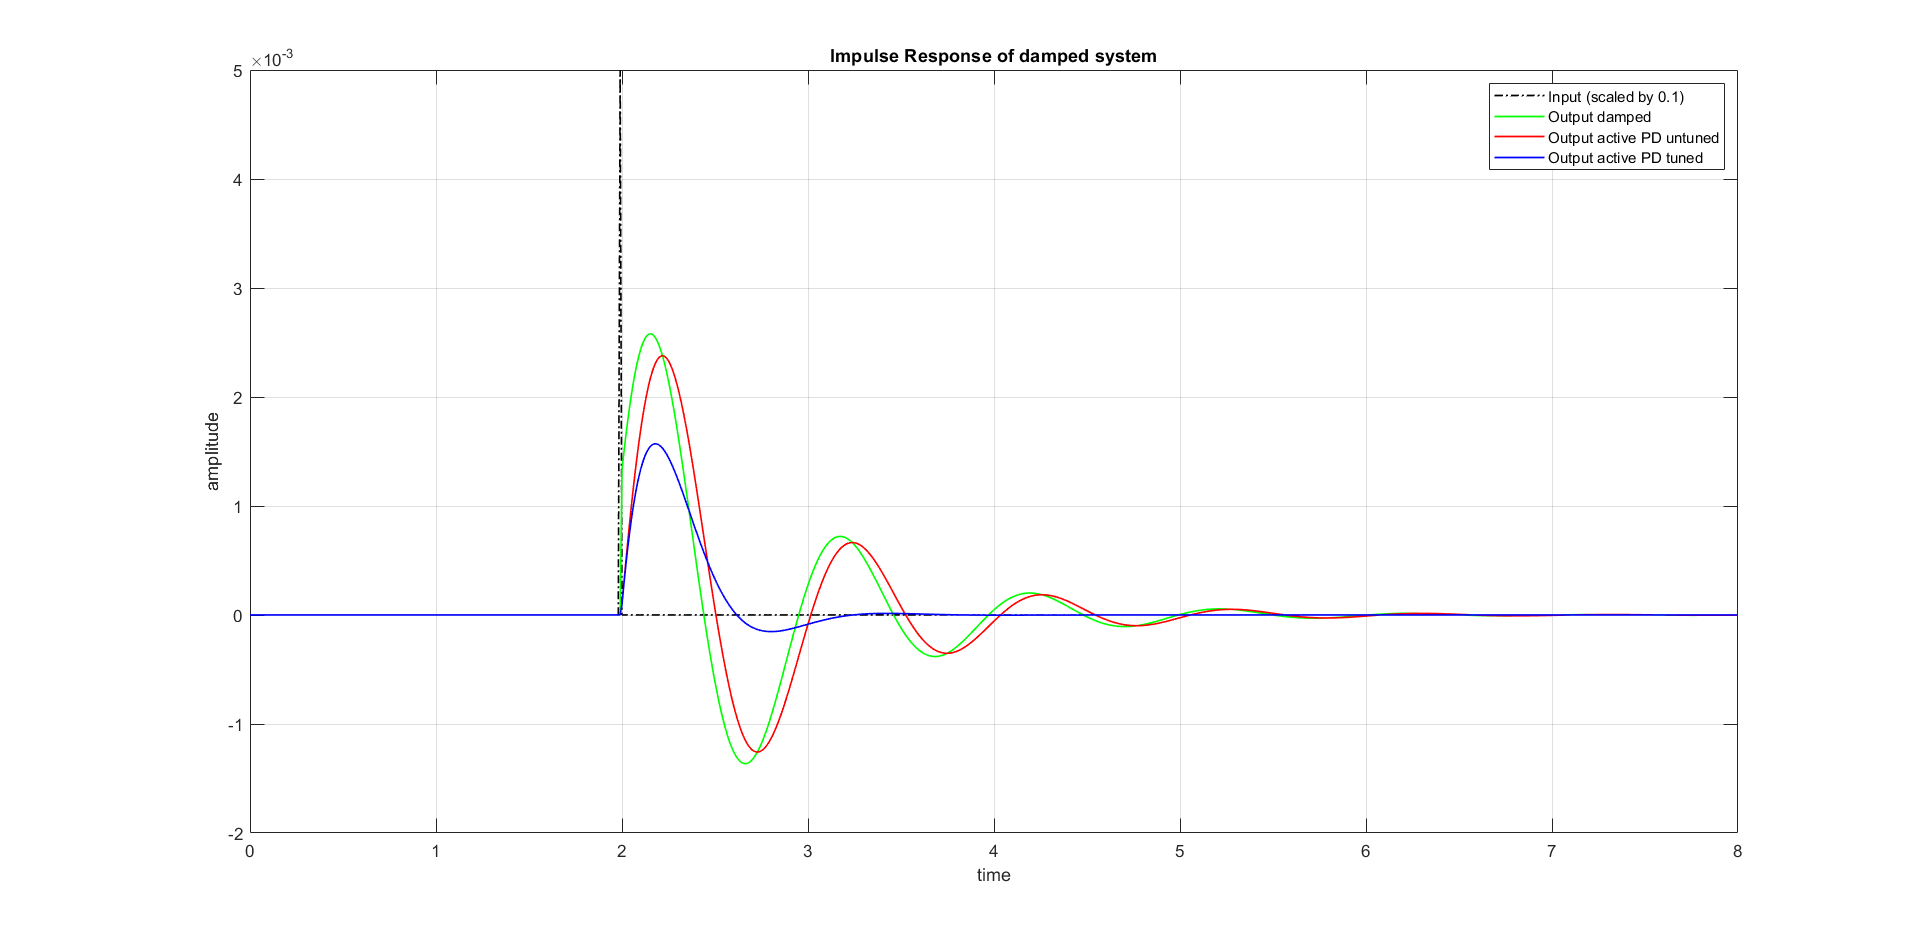 Impulse Response of damped system
×10-3
5
4
3
2
1
0
-1
-2
amplitude
0 1 2 3 4 5 6 7 8
time
Input (scaled by 0.1)
Output damped
Output active PD untuned
Output active PD tuned